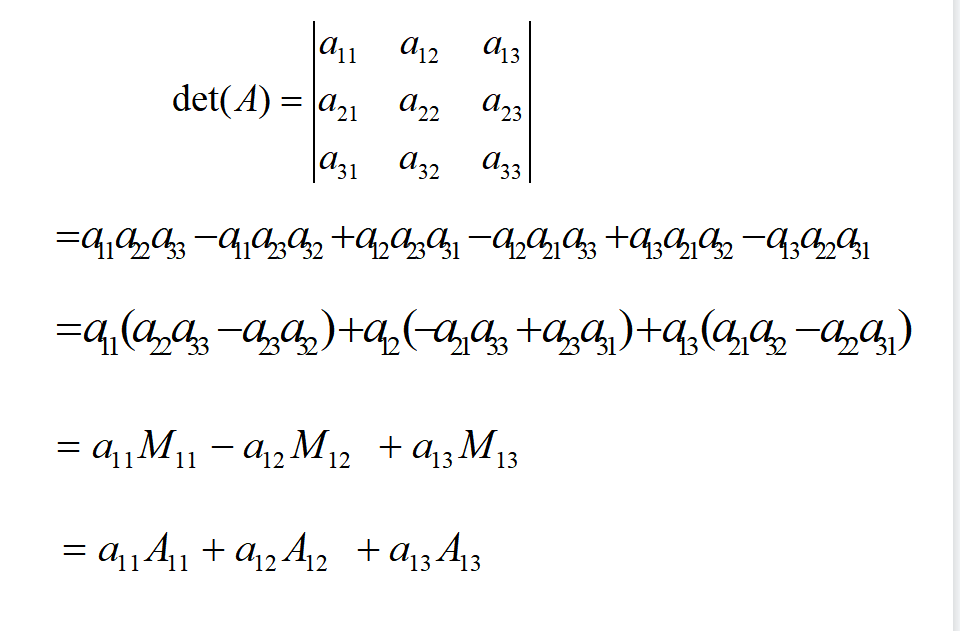 det(A) = |a₁₁ a₁₂ a₁₃|
|a₂₁ a₂₂ a₂₃|
|a₃₁ a₃₂ a₃₃|
=a₁₁a₂₂a₃₃−a₁₁a₂₃a₃₂+a₁₂a₂₃a₃₁−a₁₂a₂₁a₃₃+a₁₃a₂₁a₃₂−a₁₃a₂₂a₃₁
=a₁₁(a₂₂a₃₃−a₂₃a₃₂)+a₁₂(−a₂₁a₃₃+a₂₃a₃₁)+a₁₃(a₂₁a₃₂−a₂₂a₃₁)
= a₁₁M₁₁ − a₁₂M₁₂ + a₁₃M₁₃
= a₁₁A₁₁ + a₁₂A₁₂ + a₁₃A₁₃